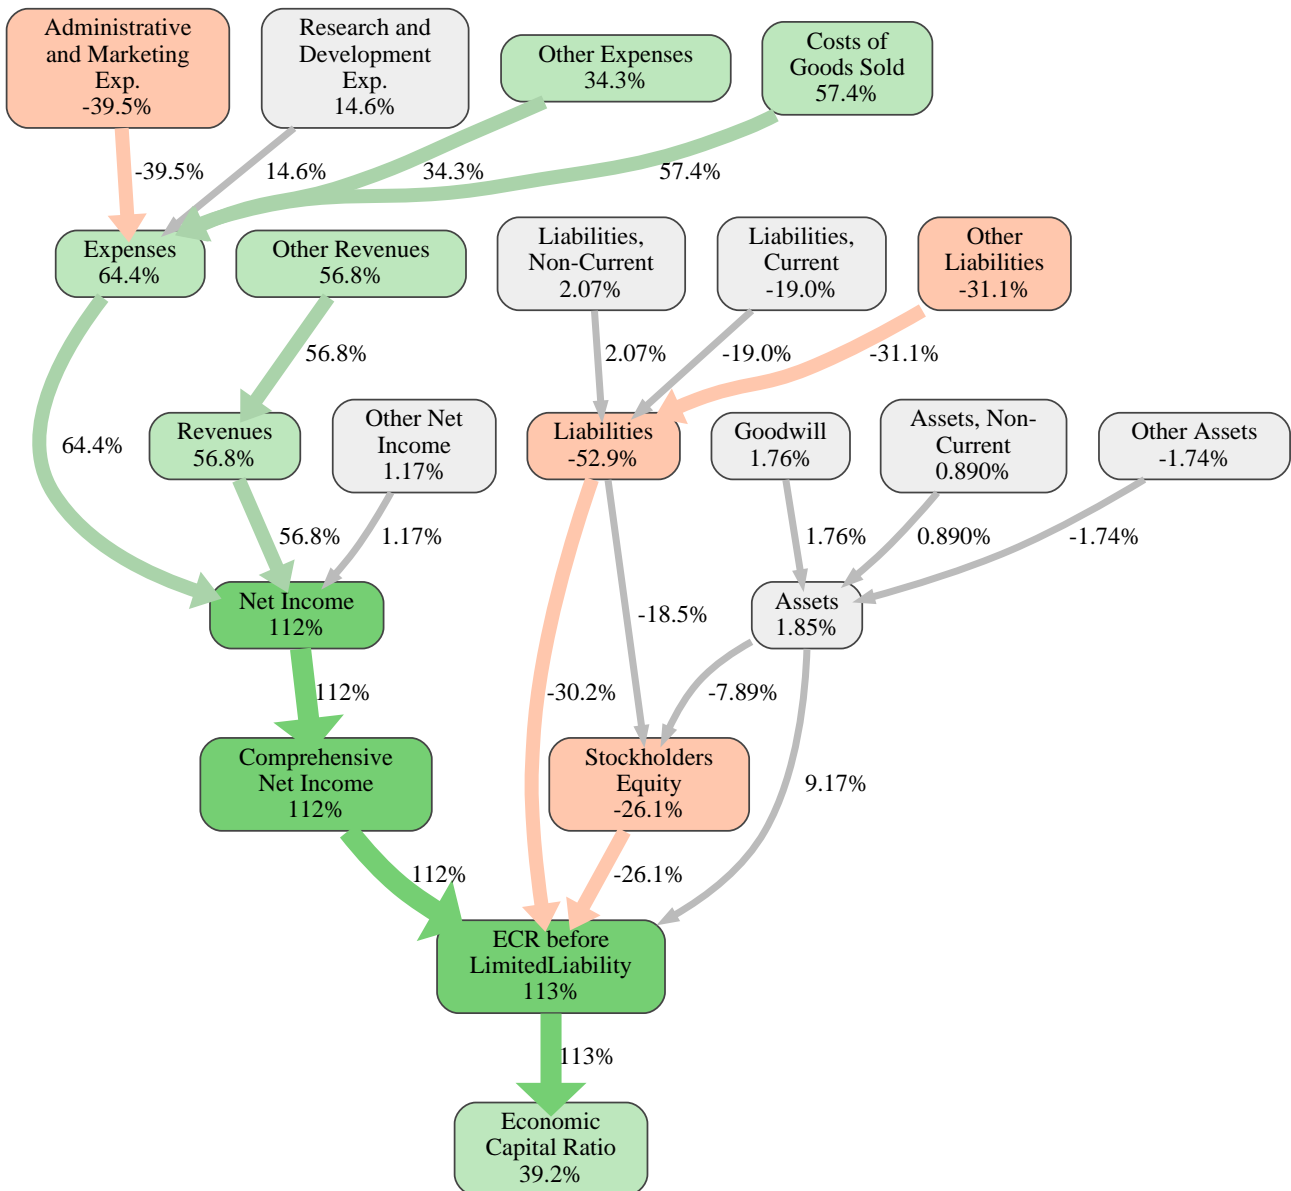 Administrative
and Marketing
Exp.
-39.5%
Research and
Development
Exp.
14.6%
Other Expenses
34.3%
Costs of
Goods Sold
57.4%
-39.5%
14.6%
34.3%
57.4%
Expenses
64.4%
Other Revenues
56.8%
Liabilities,
Non-Current
2.07%
Liabilities,
Current
-19.0%
Other
Liabilities
-31.1%
56.8%
2.07%
-19.0%
-31.1%
64.4%
Revenues
56.8%
Other Net
Income
1.17%
Liabilities
-52.9%
Goodwill
1.76%
Assets, Non-
Current
0.890%
Other Assets
-1.74%
56.8%
1.17%
1.76%
0.890%
-1.74%
Net Income
112%
-18.5%
Assets
1.85%
112%
-30.2%
-7.89%
Comprehensive
Net Income
112%
Stockholders
Equity
-26.1%
9.17%
112%
-26.1%
ECR before
LimitedLiability
113%
113%
Economic
Capital Ratio
39.2%